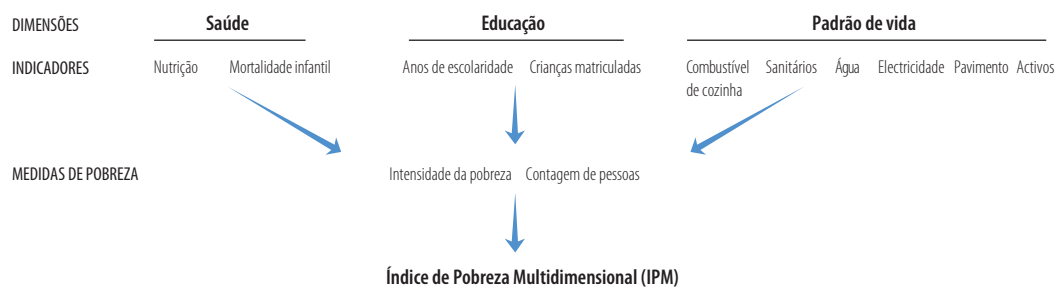 DIMENSÕES Saúde Educação Padrão de vida
INDICADORES Nutrição Mortalidade infantil Anos de escolaridade Crianças matriculadas Combustível de cozinha Sanitários Água Electricidade Pavimento Activos
MEDIDAS DE POBREZA Intensidade da pobreza Contagem de pessoas
Índice de Pobreza Multidimensional (IPM)